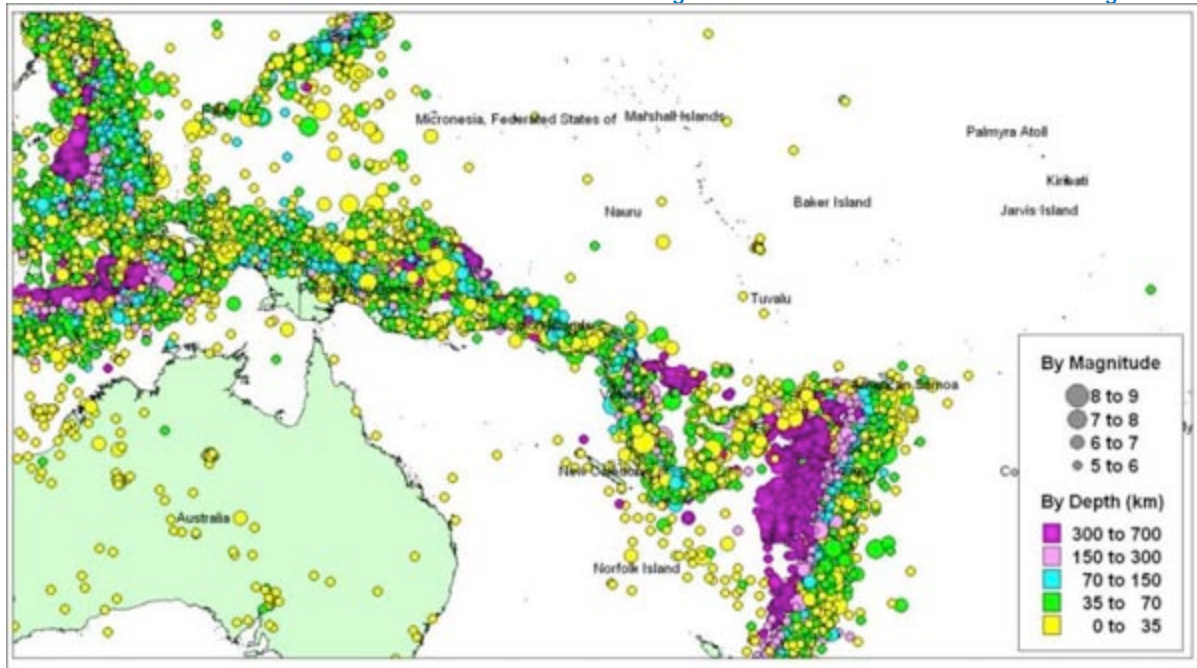 Micronesia, Federated States of
Marshall Islands
Palmyra Atoll
Kiribati
Nauru
Baker Island
Jarvis Island
Tuvalu
American Samoa
New Caledonia
Australia
Norfolk Island
Co
ly
By Magnitude
8 to 9
7 to 8
6 to 7
5 to 6
By Depth (km)
300 to 700
150 to 300
70 to 150
35 to 70
0 to 35